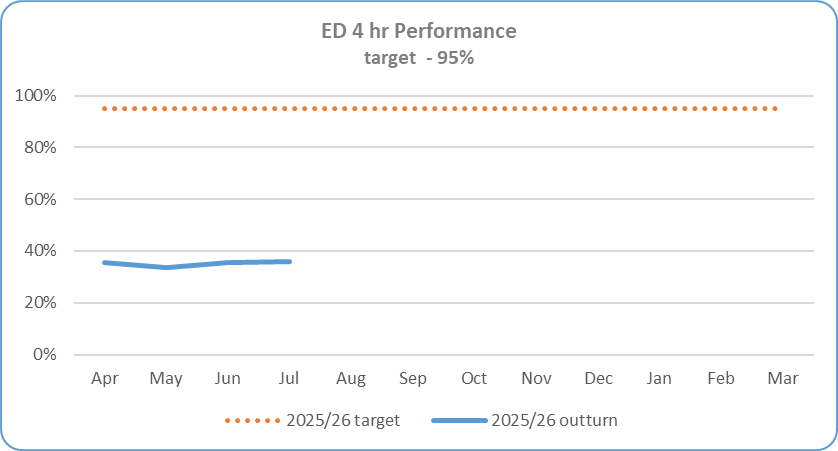 ED 4 hr Performance
target - 95%
100%
80%
60%
40%
20%
0%
Apr May Jun Jul Aug Sep Oct Nov Dec Jan Feb Mar
2025/26 target 2025/26 outturn